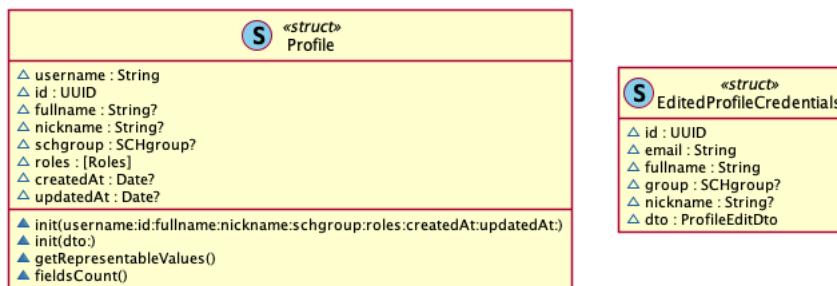 S
«struct»
Profile
username : String
id : UUID
fullname : String?
nickname : String?
schgroup : SCHgroup?
roles : [Roles]
createdAt : Date?
updatedAt : Date?
init(username:id:fullname:nickname:schgroup:roles:createdAt:updatedAt:)
init(dto:)
getRepresentableValues()
fieldsCount()
S
«struct»
EditedProfileCredentials
id : UUID
email : String
fullname : String
group : SCHgroup?
nickname : String?
dto : ProfileEditDto